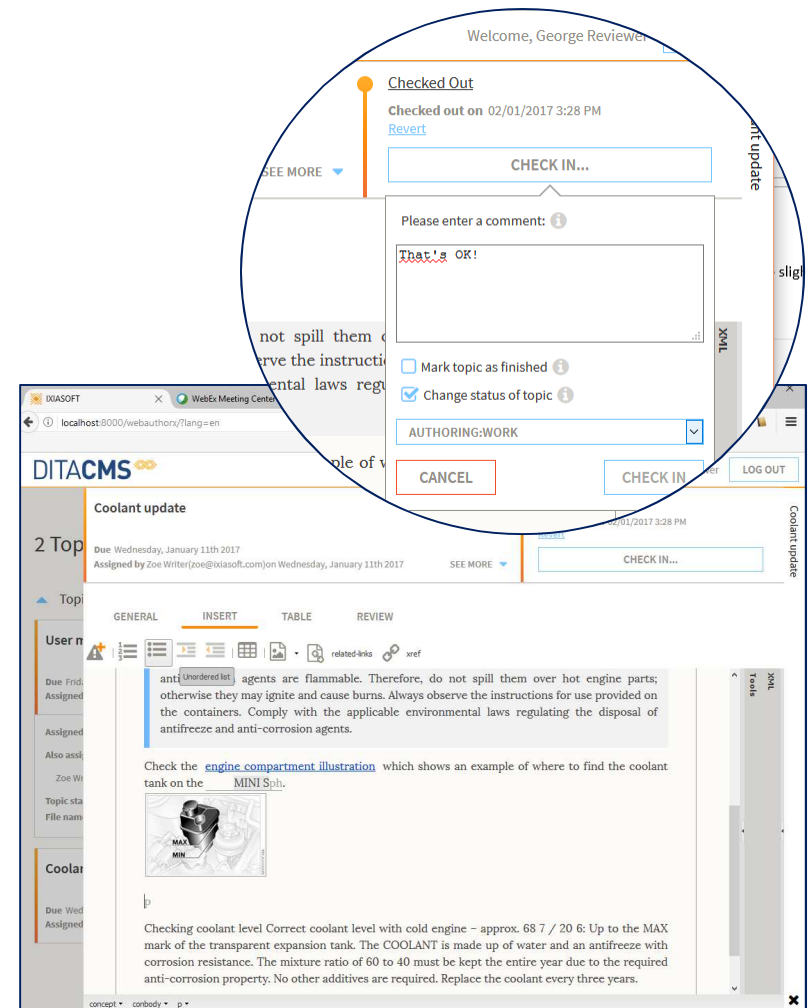 Welcome, George Reviewer
Checked Out
Checked out on 02/01/2017 3:28 PM
Revert
SEE MORE
CHECK IN...
Please enter a comment:
That's OK!
Mark topic as finished
Change status of topic
AUTHORING:WORK
CANCEL
CHECK IN
nt update
XML
not spill them
erve the instructi
ental laws regu
ple of
IXIASOFT
WebEx Meeting Center
localhost:8000/webauthorx/?lang=en
DITACMS
LOG OUT
Coolant update
Due Wednesday, January 11th 2017
Assigned by Zoe Writer(zoe@ixiasoft.com)on Wednesday, January 11th 2017
SEE MORE
02/01/2017 3:28 PM
Revert
CHECK IN...
Coolant update
2 Top
Topi
User m
Due Frid
Assigned
Assigned
Also assi
Zoe Wr
Topic sta
File nam
Coolan
Due Wed
Assigned
GENERAL INSERT TABLE REVIEW
related-links xref
Unordered list
anti agents are flammable. Therefore, do not spill them over hot engine parts;
otherwise they may ignite and cause burns. Always observe the instructions for use provided on
the containers. Comply with the applicable environmental laws regulating the disposal of
antifreeze and anti-corrosion agents.
Check the engine compartment illustration which shows an example of where to find the coolant
tank on the MINI Sph.
MAX
MIN
p
Checking coolant level Correct coolant level with cold engine – approx. 68 7 / 20 6: Up to the MAX
mark of the transparent expansion tank. The COOLANT is made up of water and an antifreeze with
corrosion resistance. The mixture ratio of 60 to 40 must be kept the entire year due to the required
anti-corrosion property. No other additives are required. Replace the coolant every three years.
XML
Tools
concept conbody p